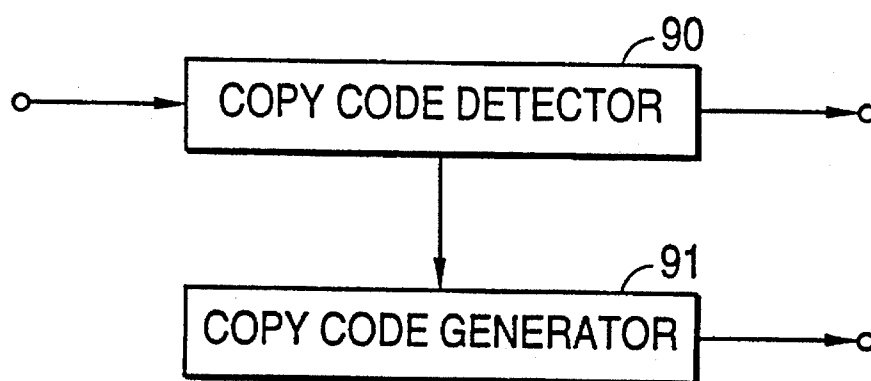 90
COPY CODE DETECTOR
91
COPY CODE GENERATOR